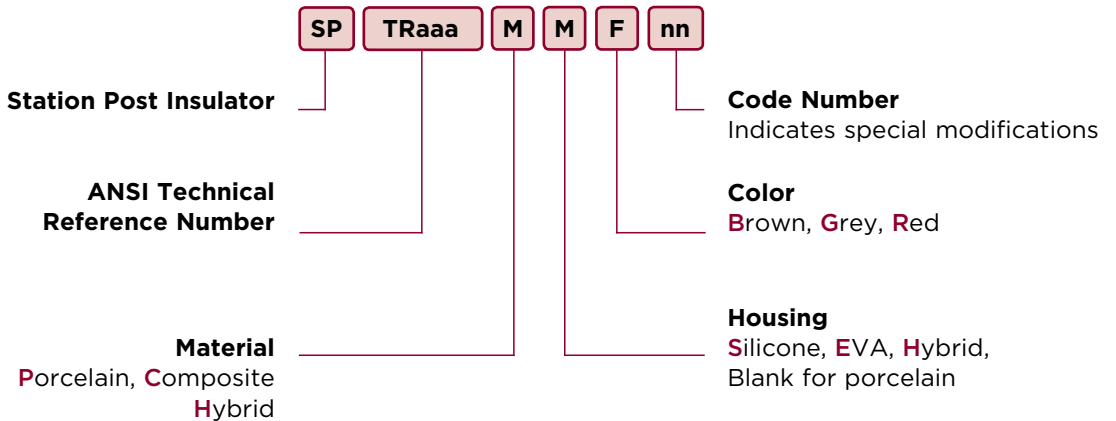 SP TRaaa M M F nn
Station Post Insulator
Code Number
Indicates special modifications
ANSI Technical
Reference Number
Color
Brown, Grey, Red
Material
Porcelain, Composite
Hybrid
Housing
Silicone, EVA, Hybrid,
Blank for porcelain